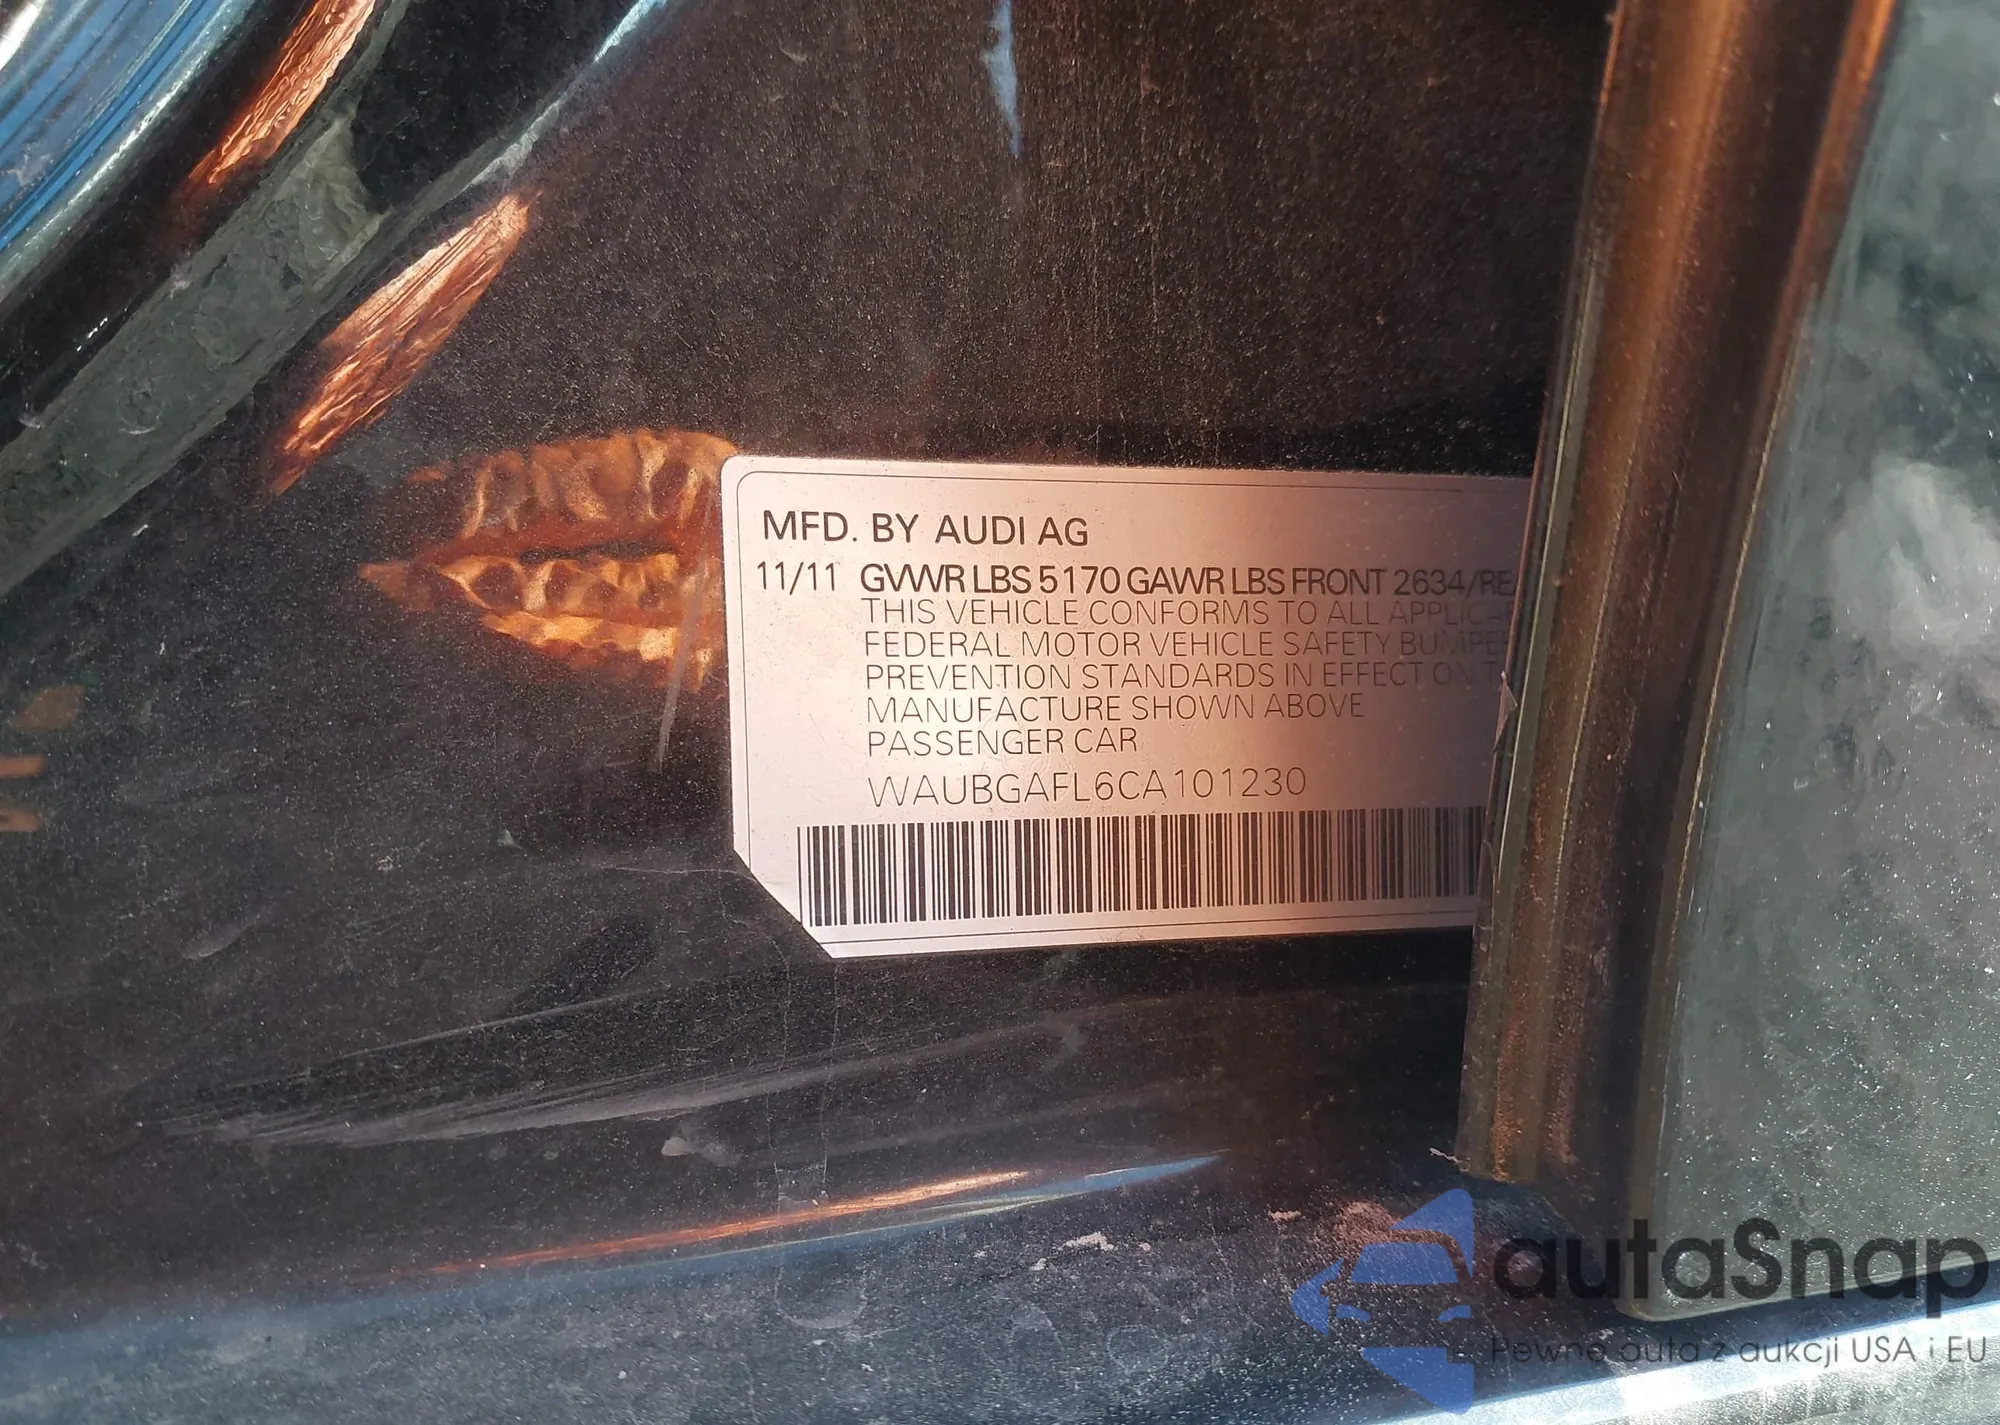 MFD. BY AUDI AG
11/11 GVWR LBS 5170 GAWR LBS FRONT 2634/REA
THIS VEHICLE CONFORMS TO ALL
FEDERAL MOTOR VEHICLE SAFETY
PREVENTION STANDARDS IN EFFECT ON
MANUFACTURE SHOWN ABOVE
PASSENGER CAR
WAUBGAFL6CA101230
autaSnap
Pewne auta z aukcji USA i EU